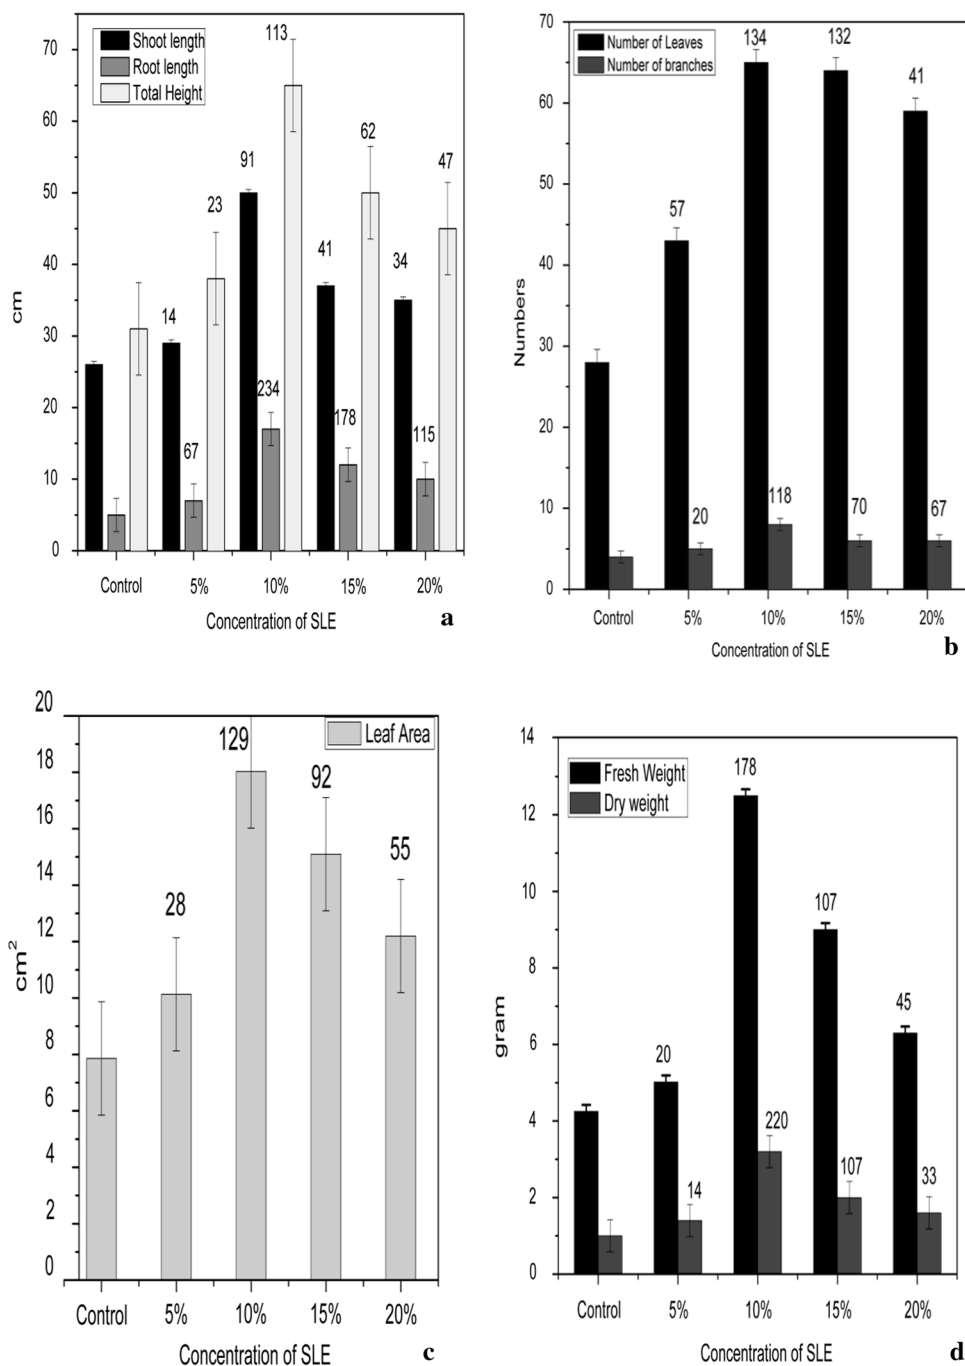 70
60
50
40
30
20
10
0
cm
Shoot length
Root length
Total Height
14
67
23
91
234
113
41
178
62
34
115
47
Control 5% 10% 15% 20%
Concentration of SLE
a
70
60
50
40
30
20
10
0
Numbers
Number of Leaves
Number of branches
57
20
134
118
132
70
41
67
Control 5% 10% 15% 20%
Concentration of SLE
b
20
18
16
14
12
10
8
6
4
2
0
cm²
Leaf Area
28
129
92
55
Control 5% 10% 15% 20%
Concentration of SLE
c
14
12
10
8
6
4
2
0
gram
Fresh Weight
Dry weight
20
14
178
220
107
107
45
33
Control 5% 10% 15% 20%
Concentration of SLE
d